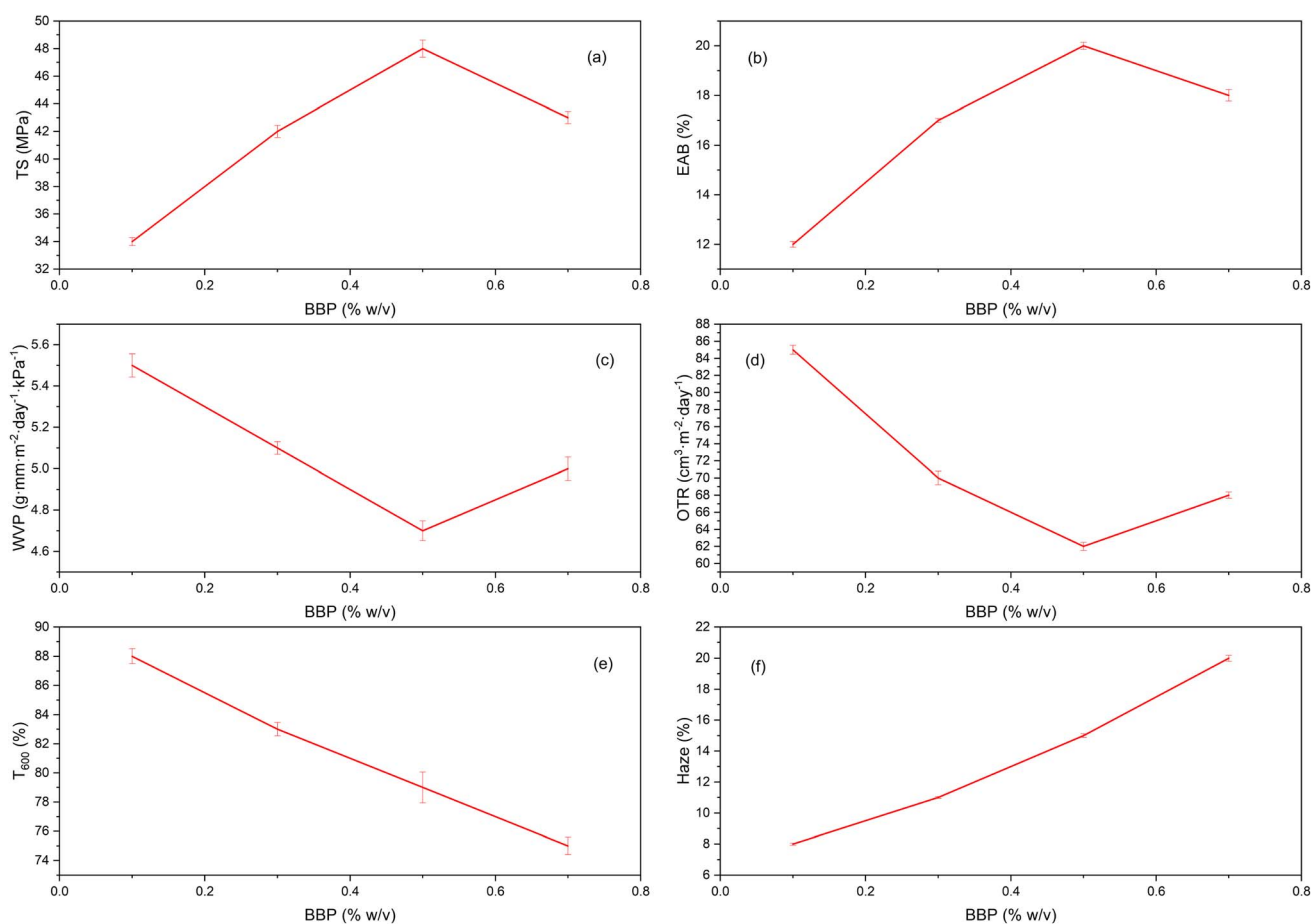 50
48
46
44
42
40
38
36
34
32
TS (MPa)
(a)
0.0 0.2 0.4 0.6 0.8
BBP (% w/v)
20
18
16
14
12
EAB (%)
(b)
0.0 0.2 0.4 0.6 0.8
BBP (% w/v)
5.6
5.4
5.2
5.0
4.8
4.6
WVP (g·mm·m⁻²·day⁻¹·kPa⁻¹)
(c)
0.0 0.2 0.4 0.6 0.8
BBP (% w/v)
88
86
84
82
80
78
76
74
72
70
68
66
64
62
60
OTR (cm³·m⁻²·day⁻¹)
(d)
0.0 0.2 0.4 0.6 0.8
BBP (% w/v)
90
88
86
84
82
80
78
76
74
T₆₀₀ (%)
(e)
0.0 0.2 0.4 0.6 0.8
BBP (% w/v)
22
20
18
16
14
12
10
8
6
Haze (%)
(f)
0.0 0.2 0.4 0.6 0.8
BBP (% w/v)